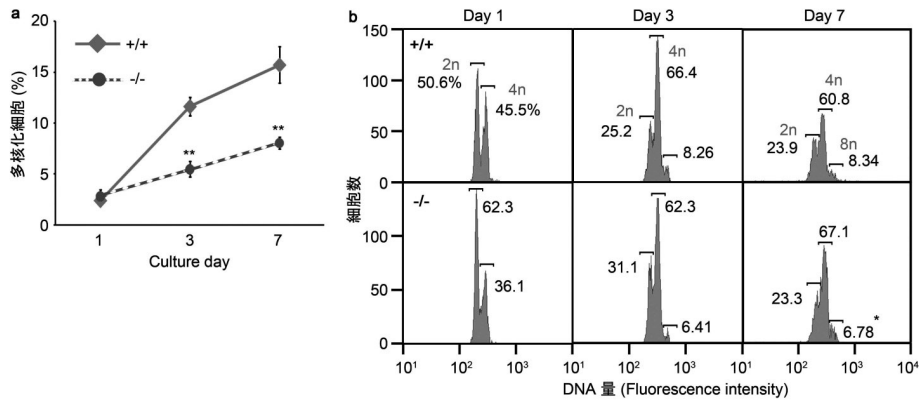 a
20
15
10
5
0
多核化細胞 (%)
+/+
-/-
**
**
1 3 7
Culture day
b
Day 1 Day 3 Day 7
150
100
50
0
+/+
2n
50.6%
4n
45.5%
4n
66.4
2n
25.2
8.26
4n
60.8
2n
23.9
8n
8.34
細胞数
100
50
0
-/-
62.3
36.1
62.3
31.1
6.41
67.1
23.3
6.78 *
10¹ 10² 10³ 10¹ 10² 10³ 10¹ 10² 10³ 10⁴
DNA 量 (Fluorescence intensity)